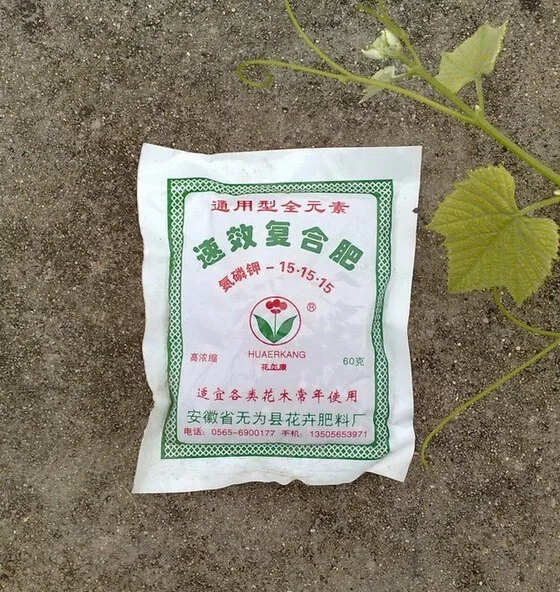 通用型全元素
速效复合肥
氮磷钾－15·15·15
®
HUAERKANG
花尔康
高浓缩
60克
适宜各类花木常年使用
安徽省无为县花卉肥料厂
电话：0565-6900177 手机：13505653971